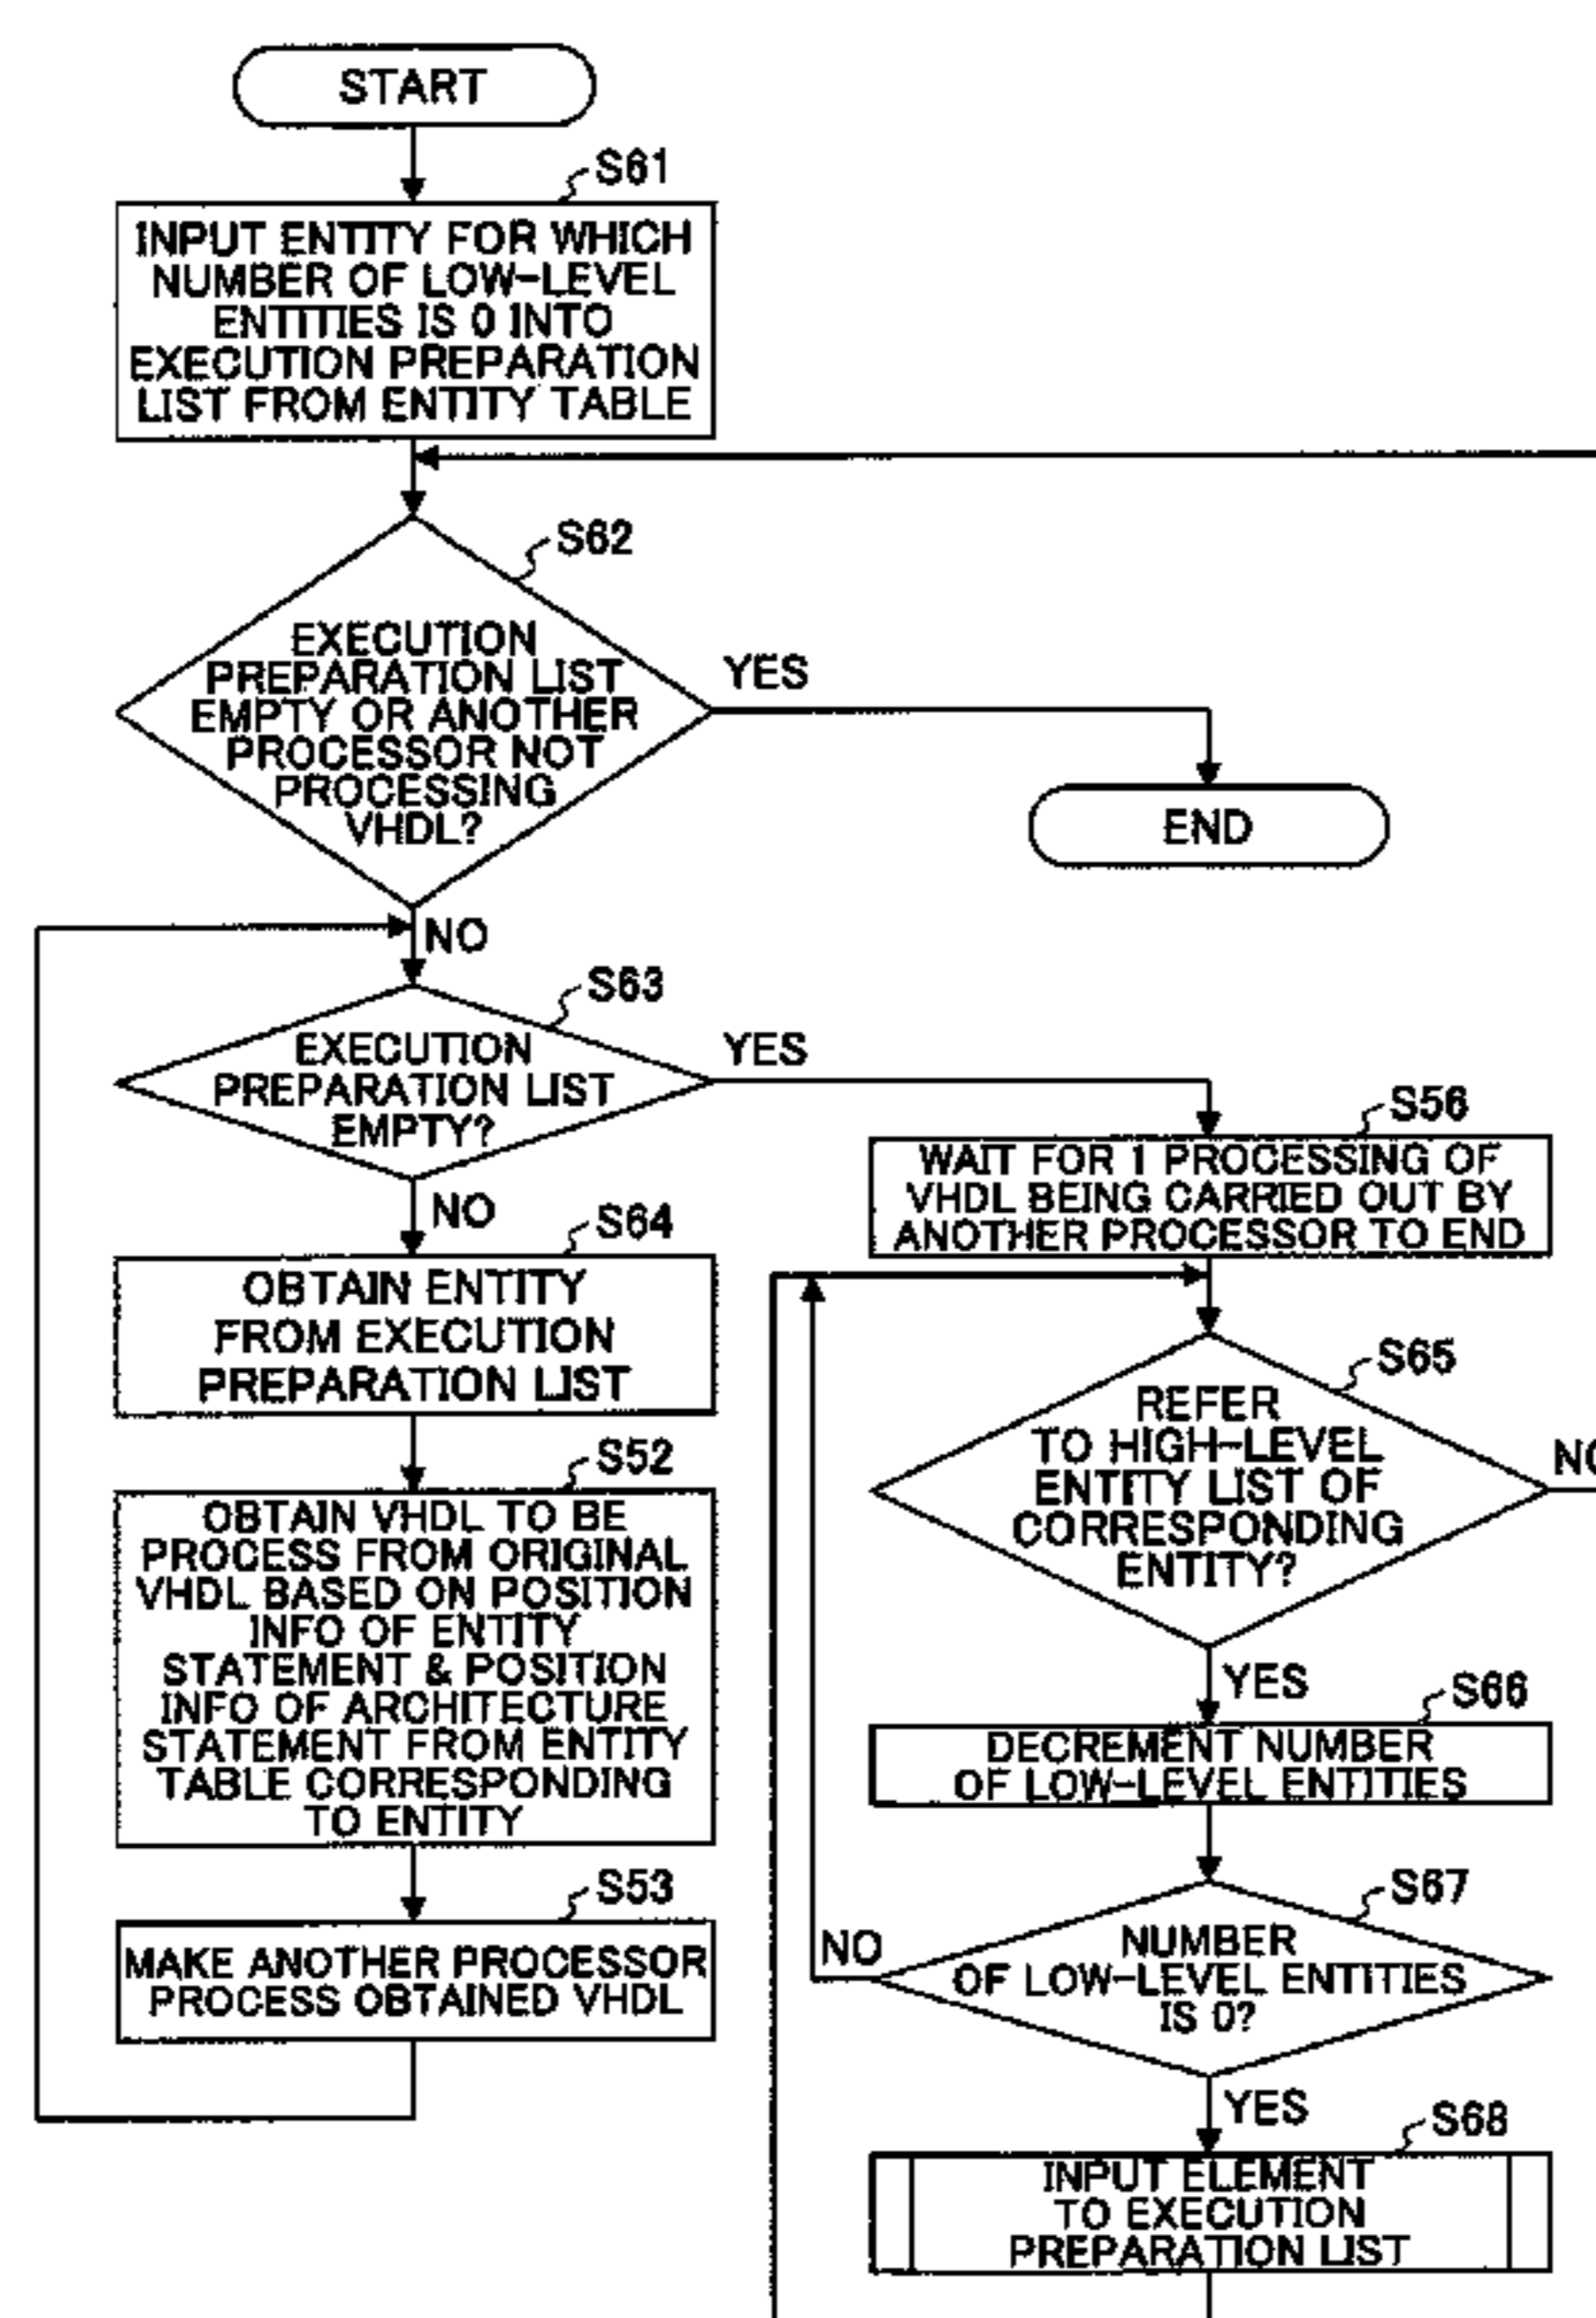 START
S61
INPUT ENTITY FOR WHICH
NUMBER OF LOW-LEVEL
ENTITIES IS 0 INTO
EXECUTION PREPARATION
LIST FROM ENTITY TABLE
S62
EXECUTION
PREPARATION LIST
EMPTY OR ANOTHER
PROCESSOR NOT
PROCESSING
VHDL?
YES
END
NO
S63
EXECUTION
PREPARATION LIST
EMPTY?
YES
NO
S64
OBTAIN ENTITY
FROM EXECUTION
PREPARATION LIST
S52
OBTAIN VHDL TO BE
PROCESS FROM ORIGINAL
VHDL BASED ON POSITION
INFO OF ENTITY
STATEMENT & POSITION
INFO OF ARCHITECTURE
STATEMENT FROM ENTITY
TABLE CORRESPONDING
TO ENTITY
S53
MAKE ANOTHER PROCESSOR
PROCESS OBTAINED VHDL
S56
WAIT FOR 1 PROCESSING OF
VHDL BEING CARRIED OUT BY
ANOTHER PROCESSOR TO END
S65
REFER
TO HIGH-LEVEL
ENTITY LIST OF
CORRESPONDING
ENTITY?
NO
YES
S66
DECREMENT NUMBER
OF LOW-LEVEL ENTITIES
S67
NUMBER
OF LOW-LEVEL ENTITIES
IS 0?
NO
YES
S68
INPUT ELEMENT
TO EXECUTION
PREPARATION LIST